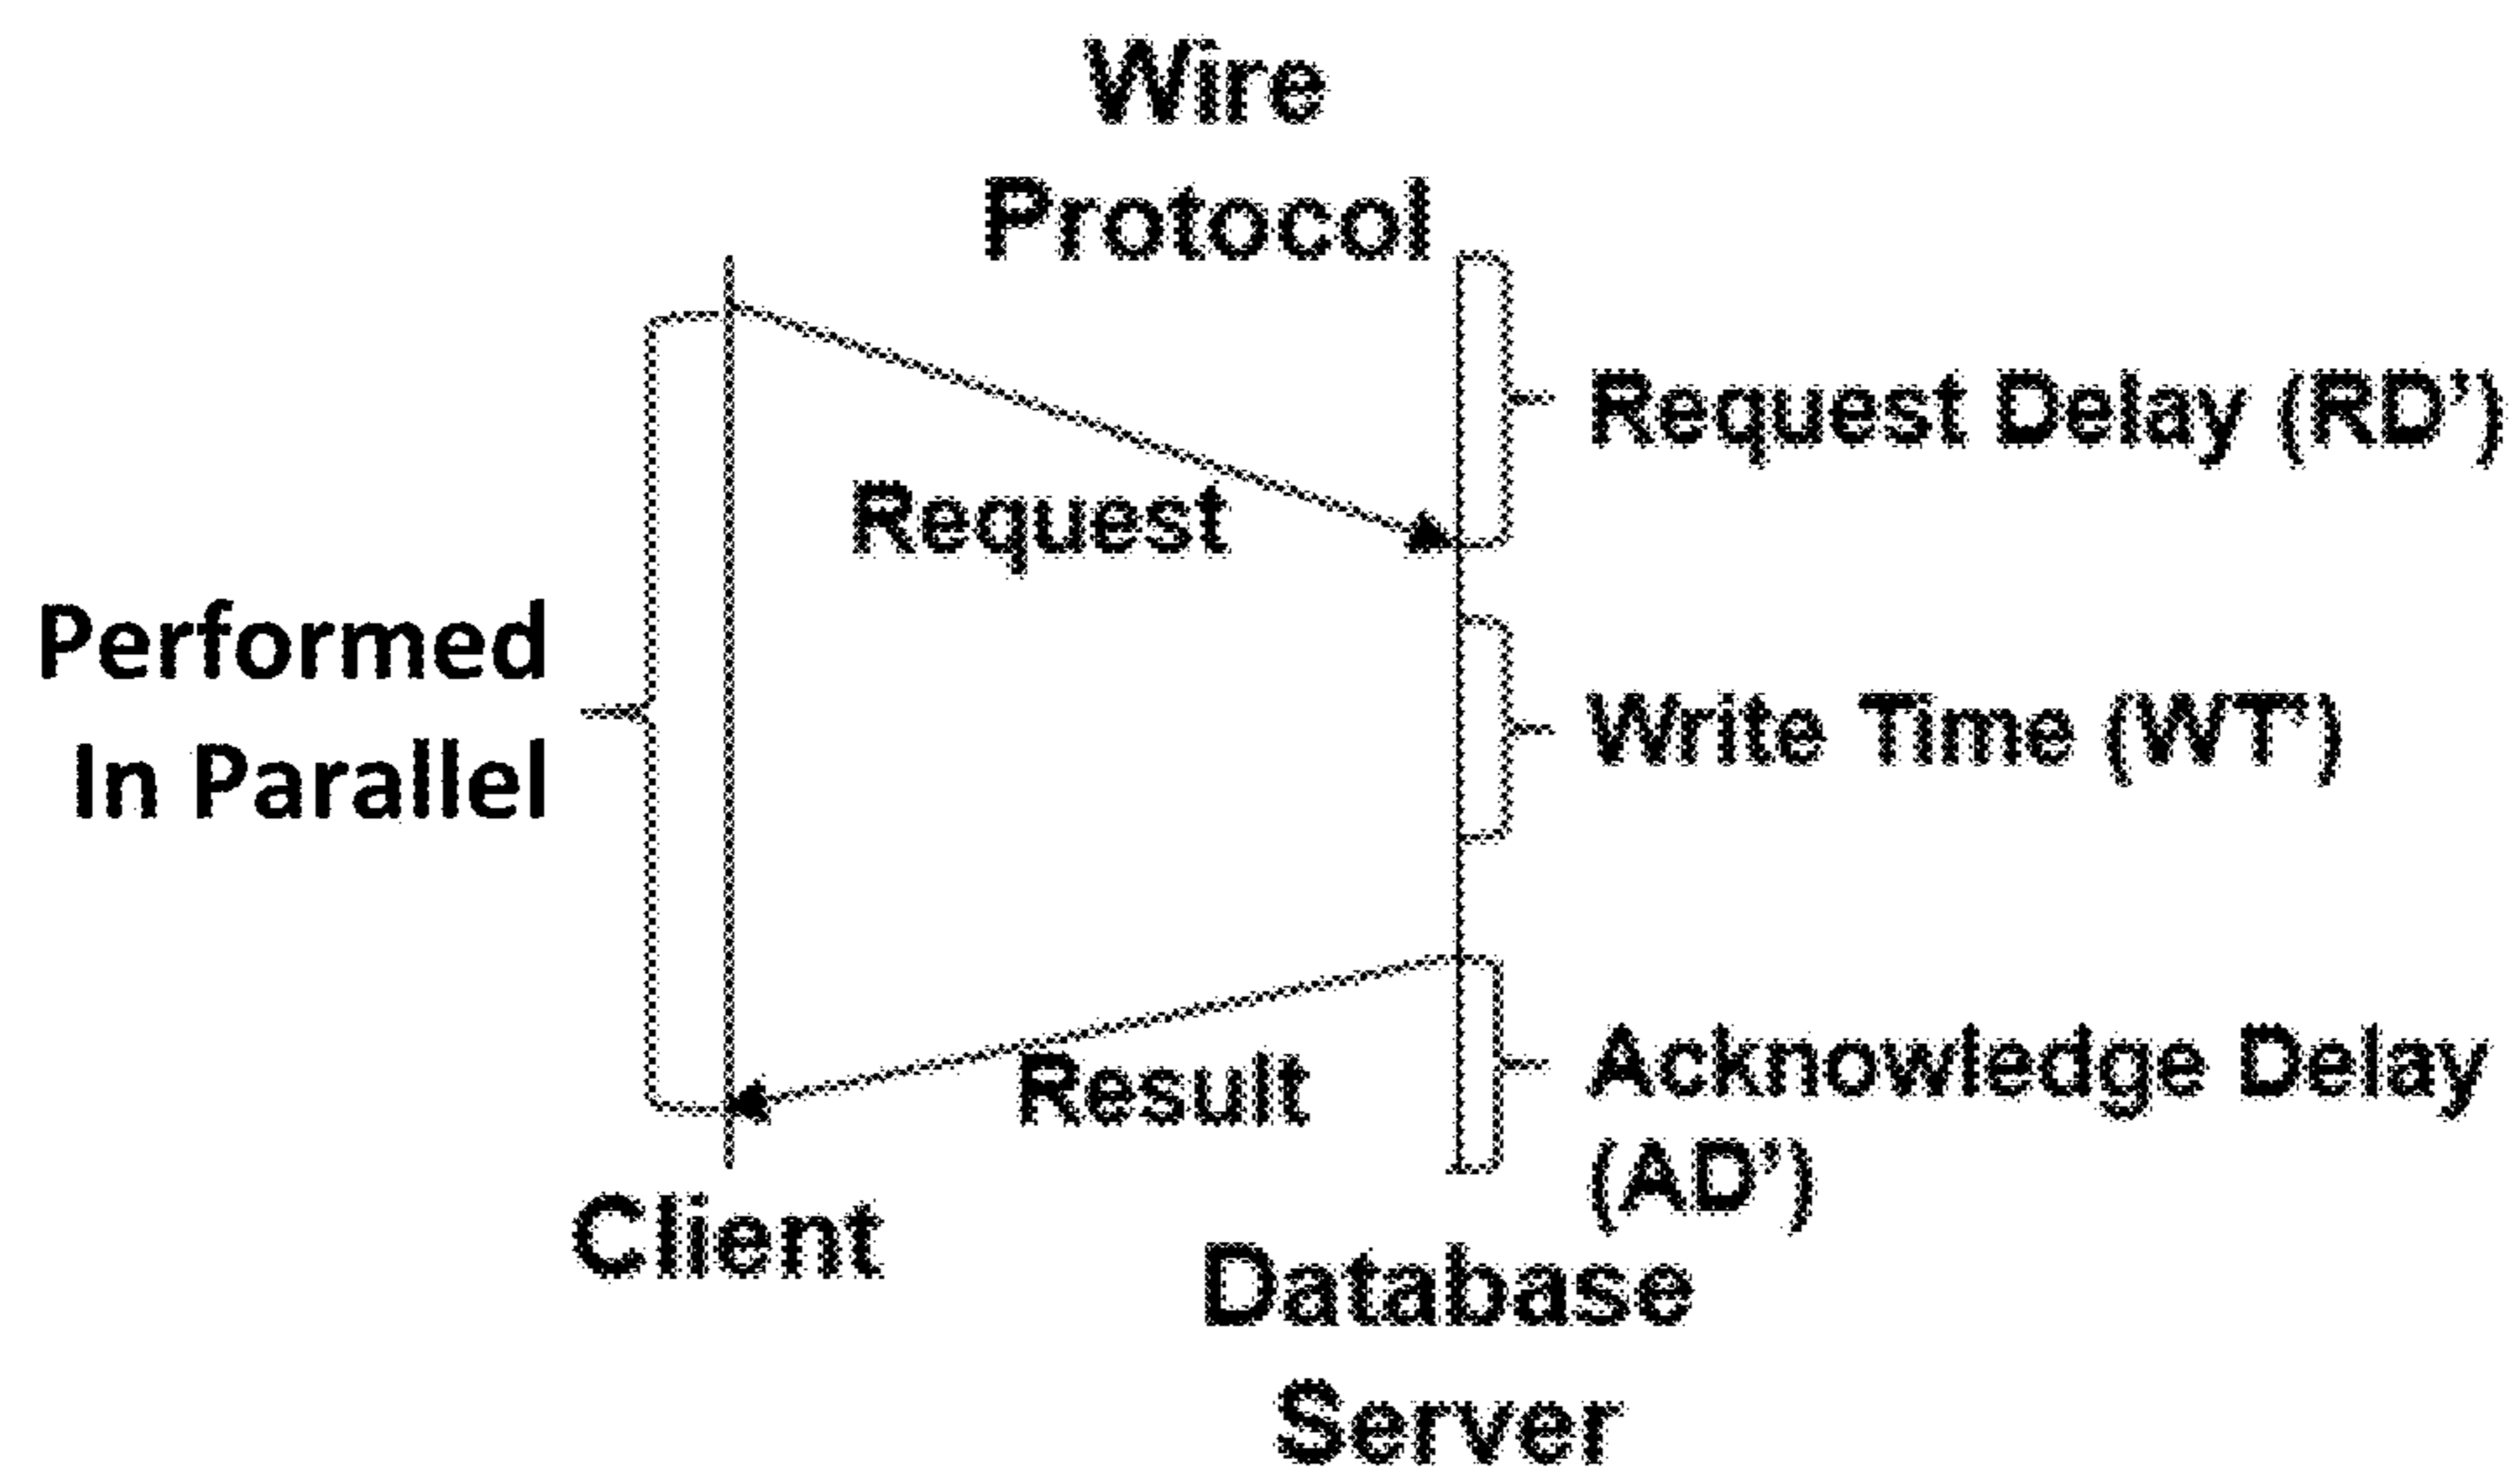 Wire
Protocol
Request Delay (RD’)
Request
Performed
In Parallel
Write Time (WT’)
Result
Acknowledge Delay
(AD’)
Client
Database
Server